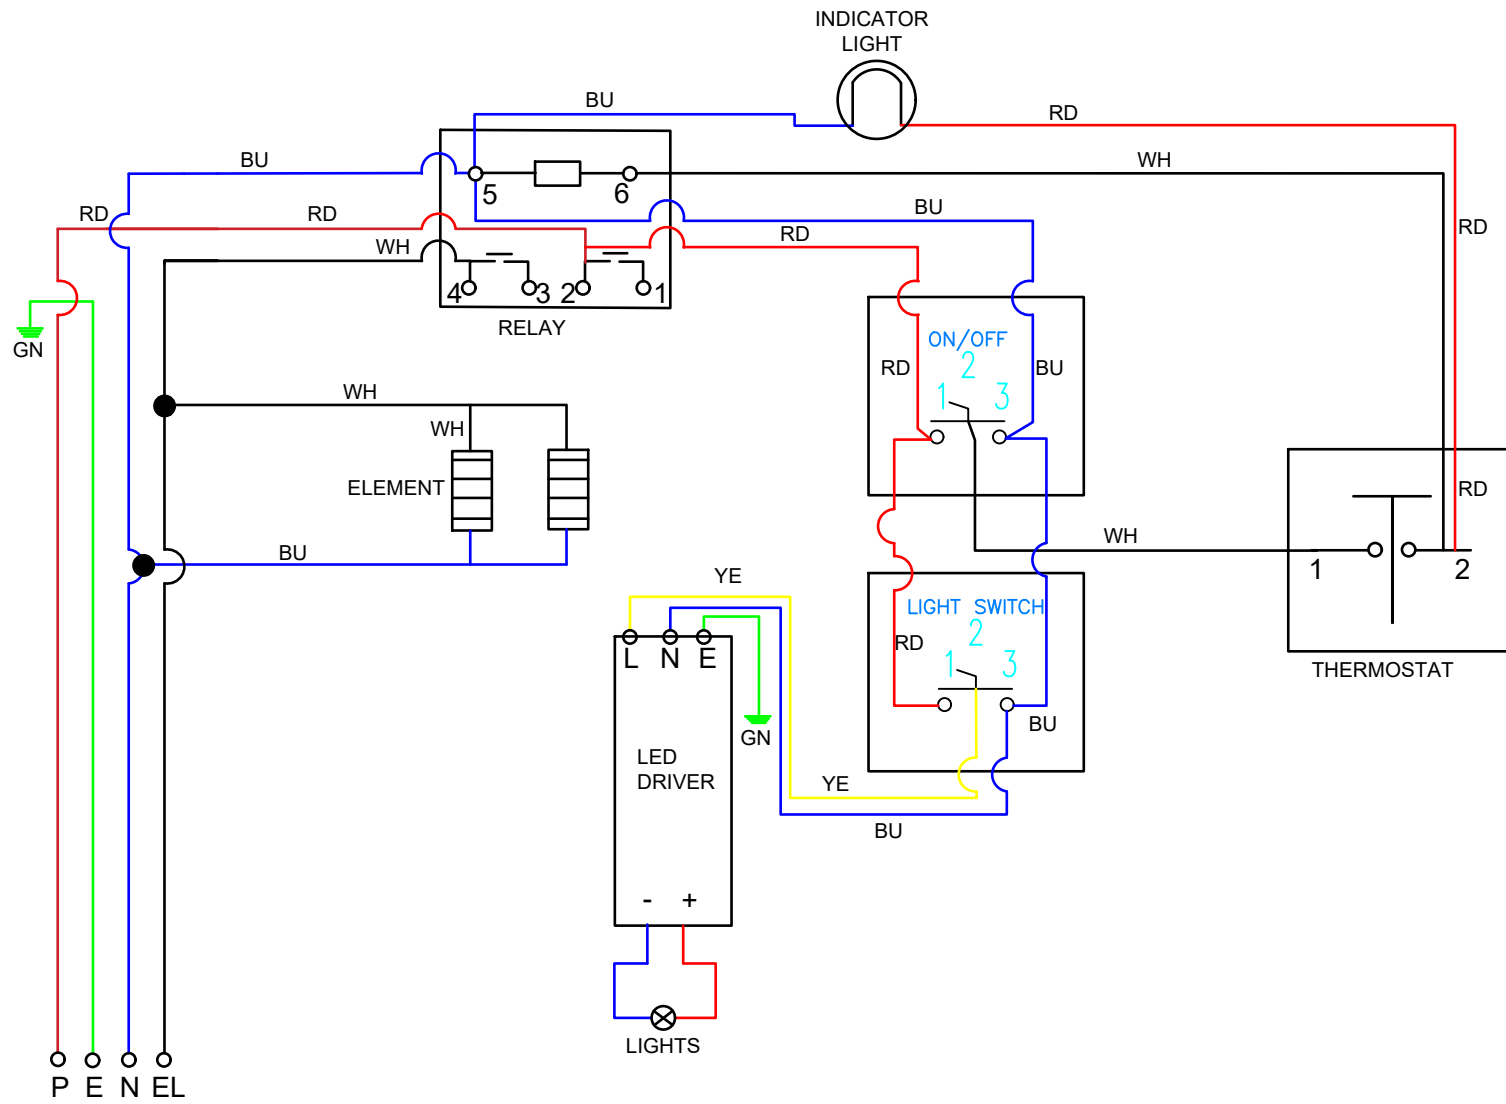 INDICATOR
LIGHT
BU
RD
BU
WH
5
6
RD
RD
BU
RD
RD
WH
4
3
2
1
RELAY
GN
ON/OFF
RD
2
BU
1
3
WH
WH
ELEMENT
RD
BU
WH
1
2
YE
LIGHT SWITCH
2
RD
1
3
L N E
THERMOSTAT
BU
GN
LED
DRIVER
YE
BU
- +
LIGHTS
P E N EL